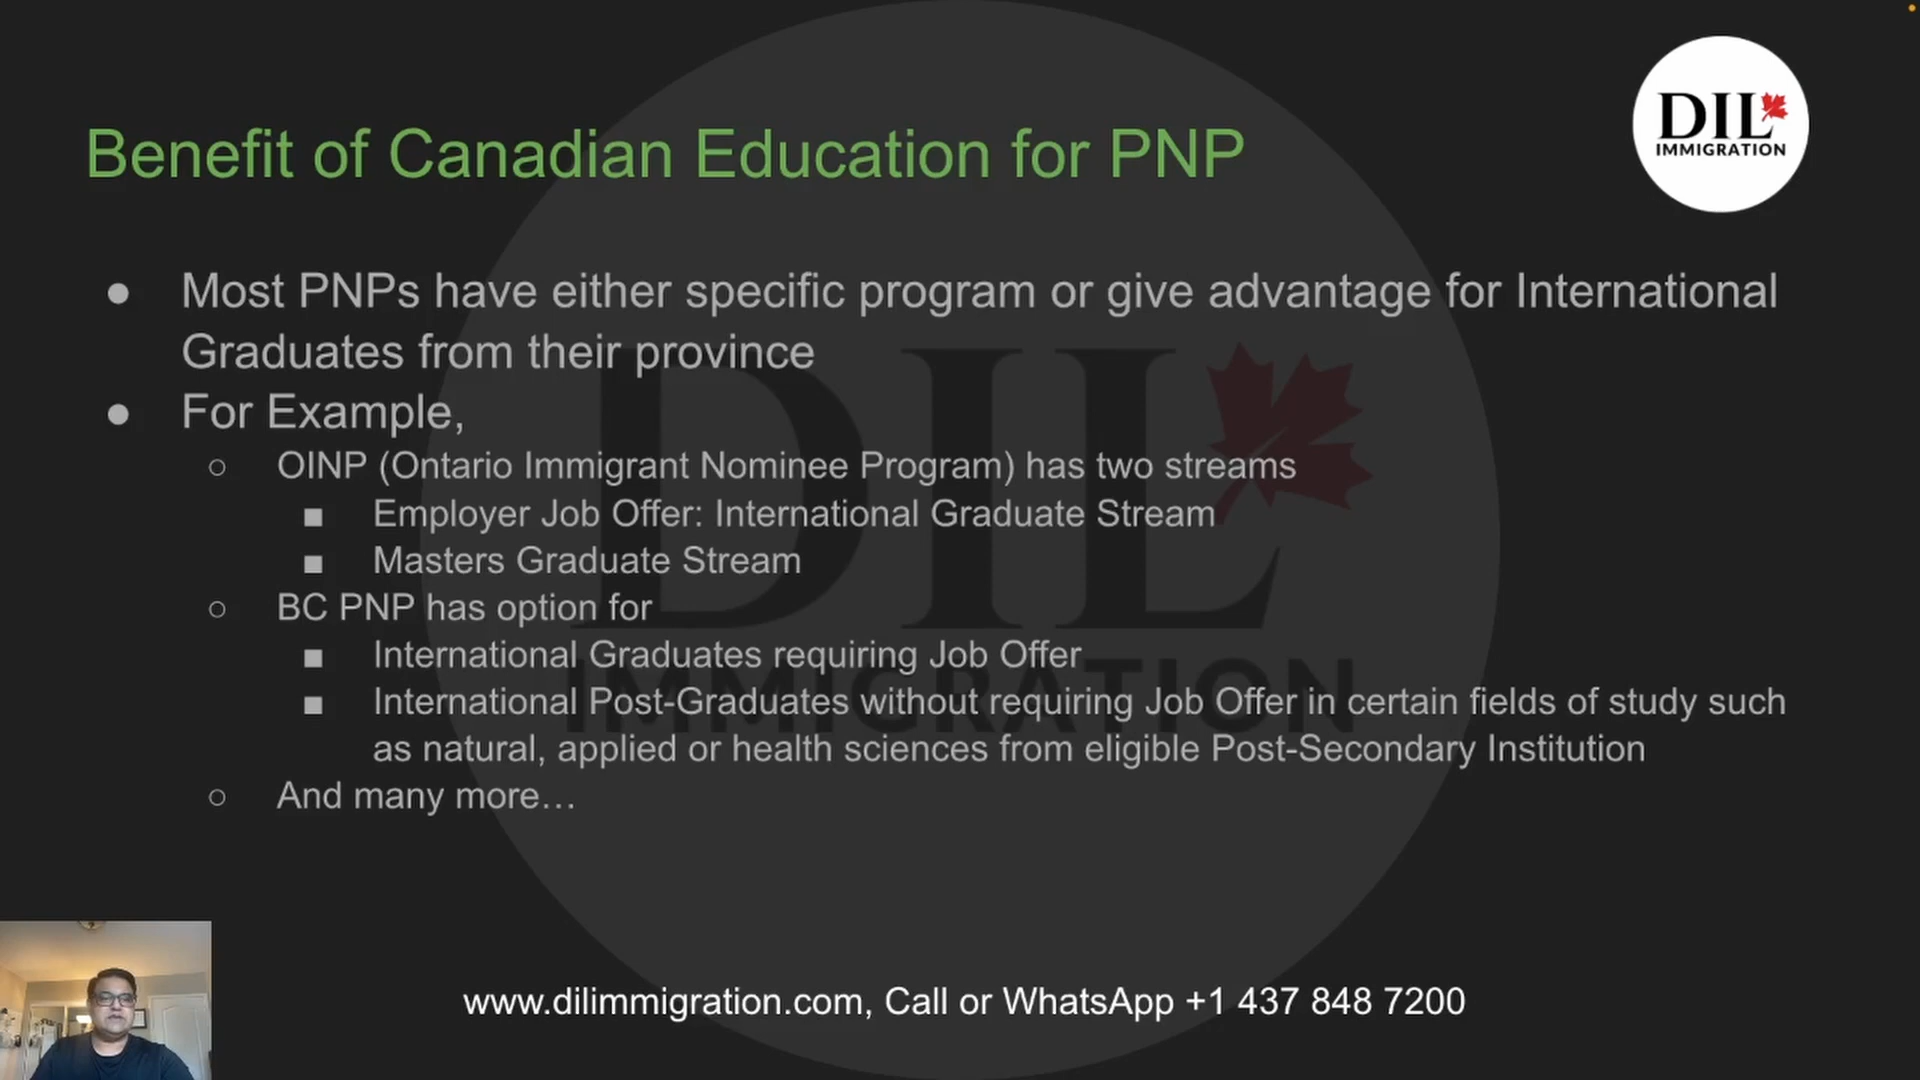 DIL
IMMIGRATION
Benefit of Canadian Education for PNP
● Most PNPs have either specific program or give advantage for International
Graduates from their province
● For Example,
○ OINP (Ontario Immigrant Nominee Program) has two streams
■ Employer Job Offer: International Graduate Stream
■ Masters Graduate Stream
○ BC PNP has option for
■ International Graduates requiring Job Offer
■ International Post-Graduates without requiring Job Offer in certain fields of study such
as natural, applied or health sciences from eligible Post-Secondary Institution
○ And many more…
DIL
IMMIGRATION
www.dilimmigration.com, Call or WhatsApp +1 437 848 7200